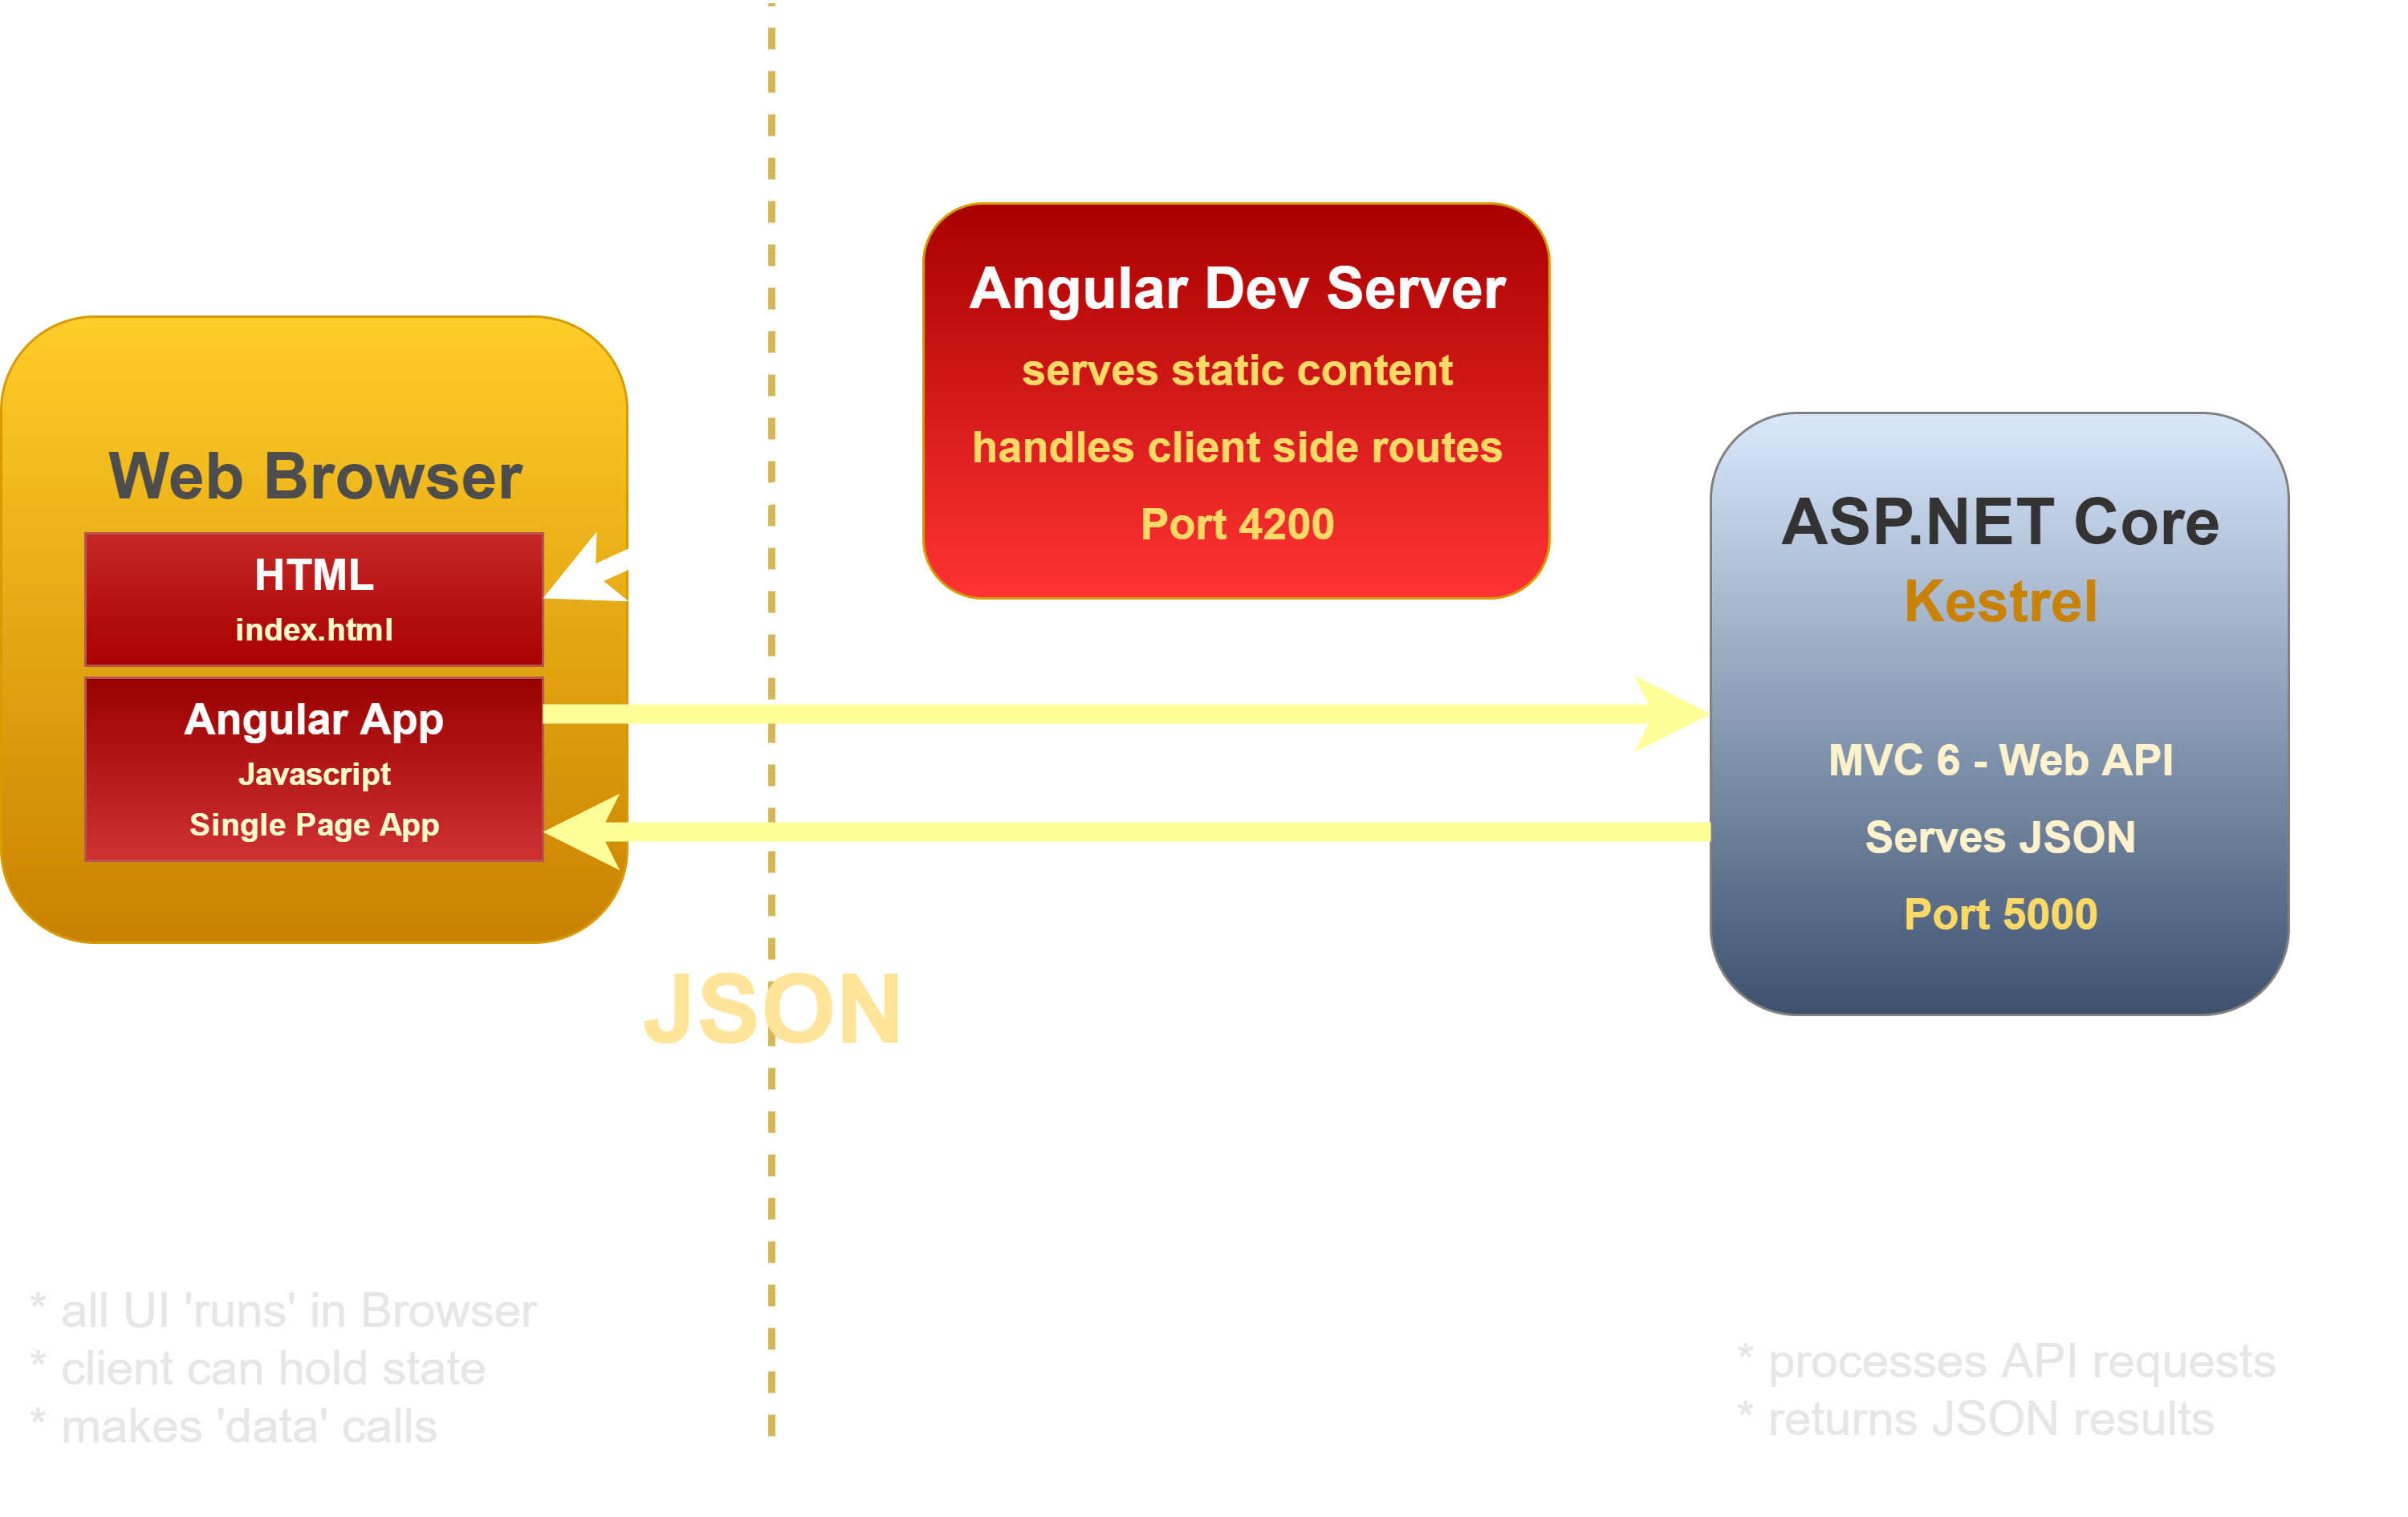 Web Browser
HTML
index.html
Angular App
Javascript
Single Page App
Angular Dev Server
serves static content
handles client side routes
Port 4200
ASP.NET Core
Kestrel
MVC 6 - Web API
Serves JSON
Port 5000
JSON
* all UI 'runs' in Browser
* client can hold state
* makes 'data' calls
* processes API requests
* returns JSON results